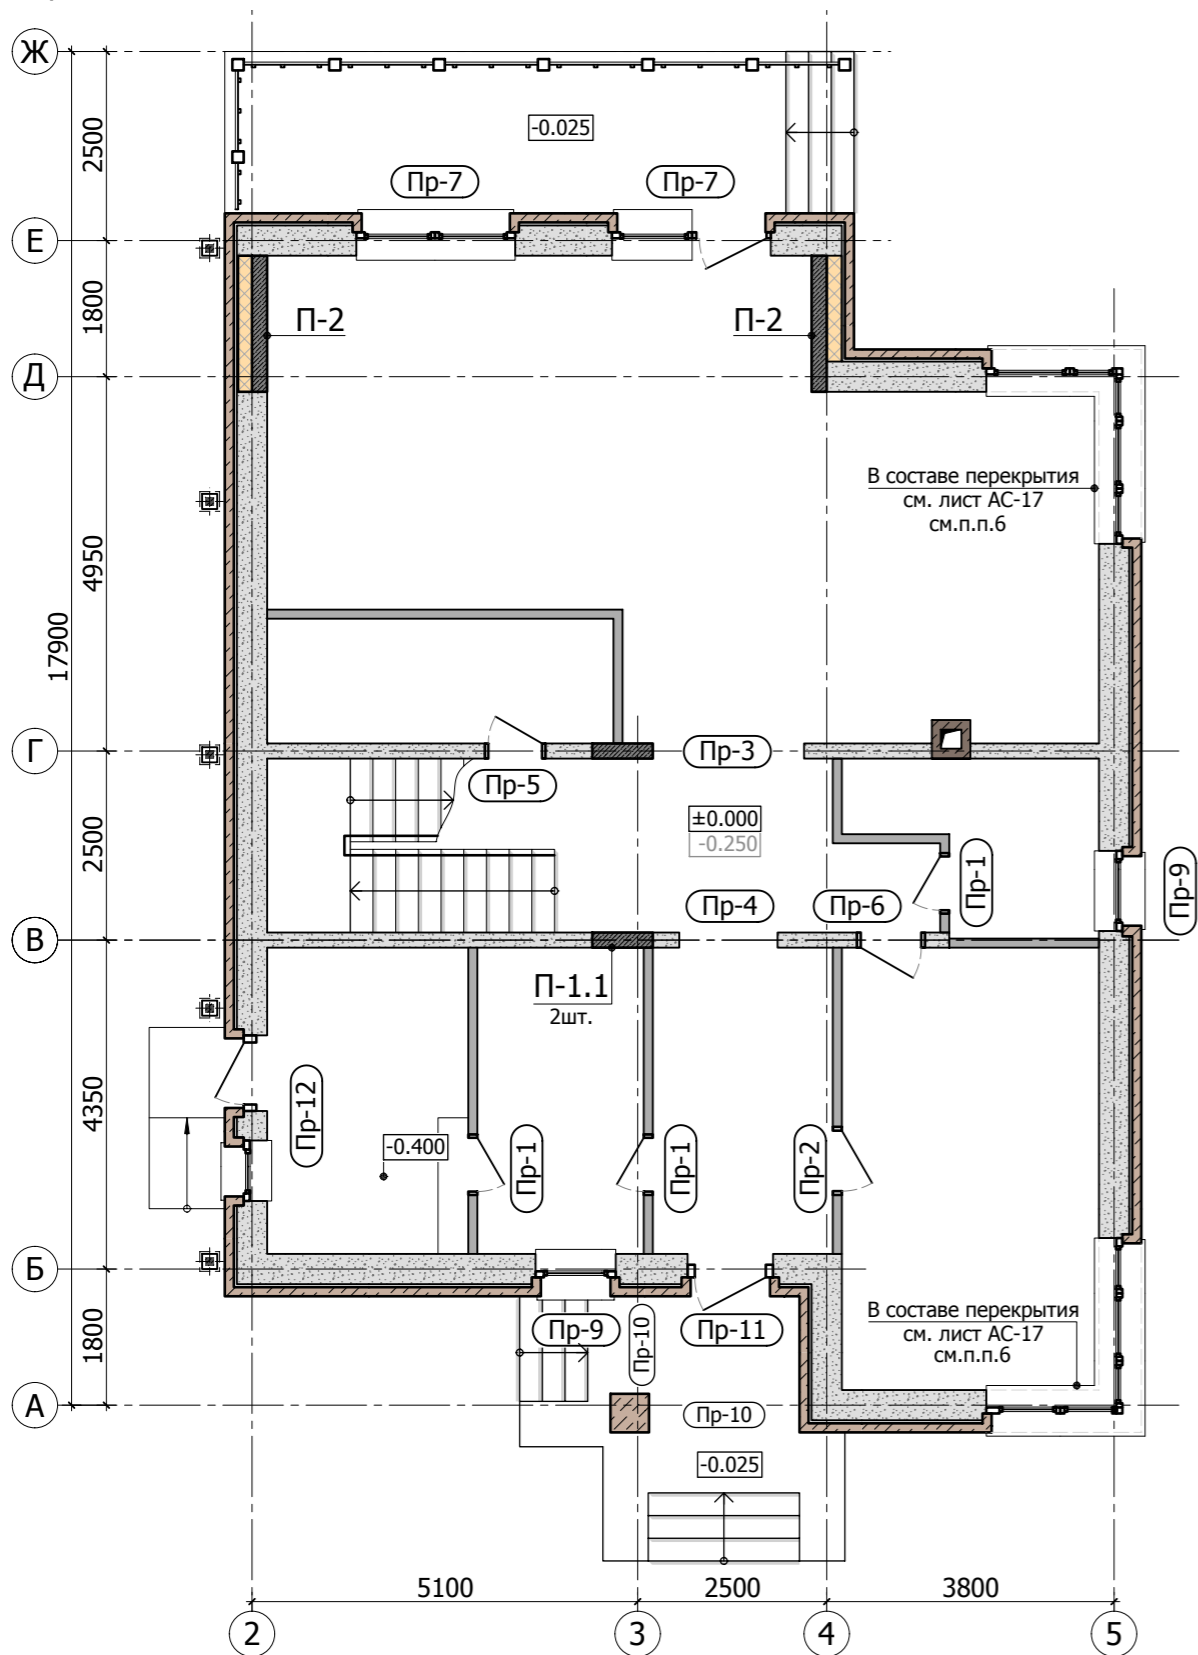 Ж
2500
-0.025
Пр-7
Пр-7
Е
1800
П-2
П-2
Д
В составе перекрытия
см. лист АС-17
см.п.п.6
4950
17900
Г
Пр-3
Пр-5
±0.000
-0.250
2500
Пр-1
Пр-9
Пр-4
Пр-6
В
П-1.1
2шт.
4350
Пр-12
-0.400
Пр-1
Пр-1
Пр-2
Б
В составе перекрытия
см. лист АС-17
см.п.п.6
1800
Пр-9
Пр-10
Пр-11
А
Пр-10
-0.025
5100
2500
3800
2
3
4
5